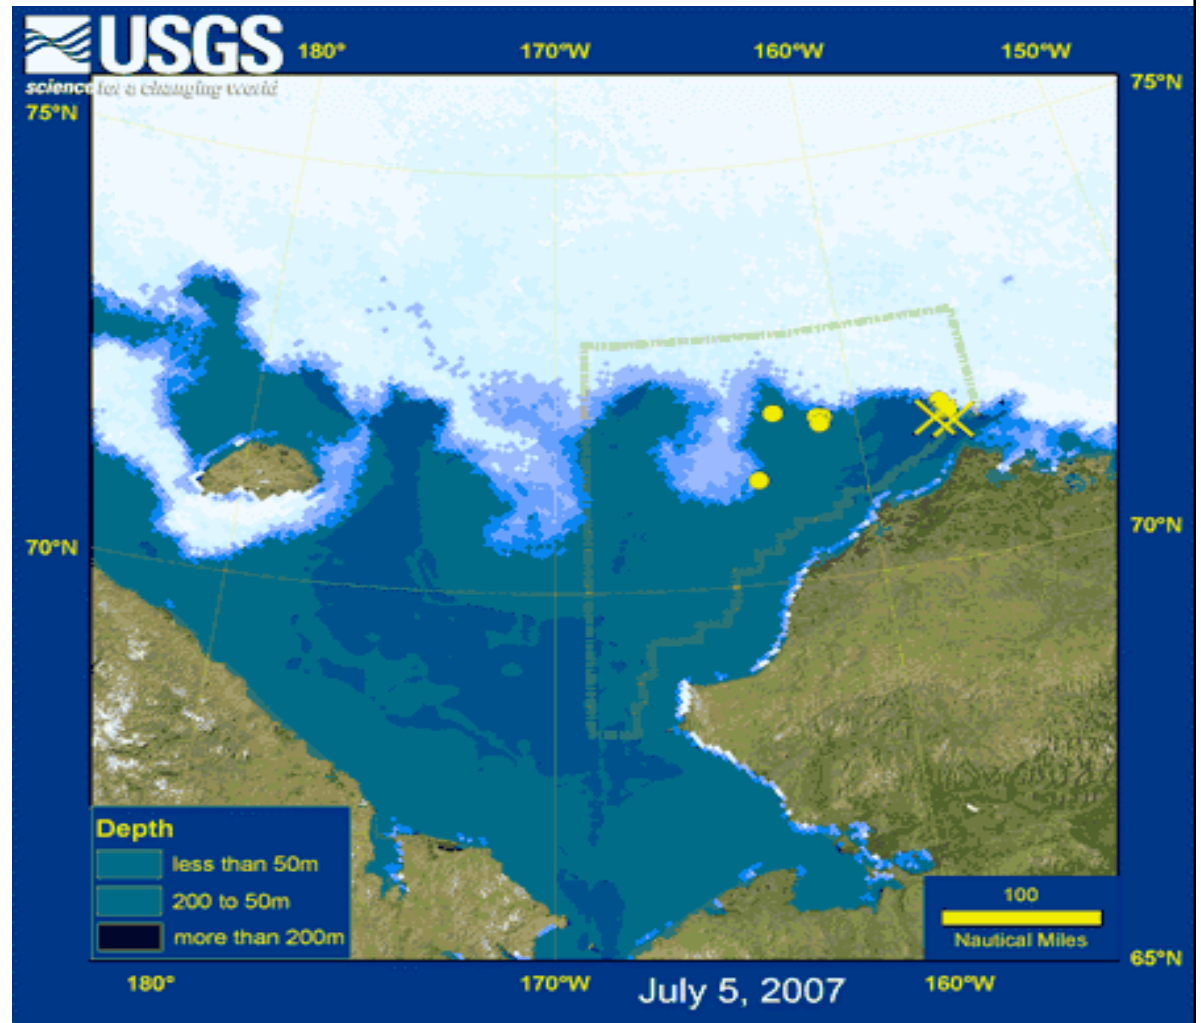 USGS
science for a changing world
180° 170°W 160°W 150°W
75°N
75°N
70°N
70°N
Depth
less than 50m
200 to 50m
more than 200m
100
Nautical Miles
65°N
180° 170°W 160°W
July 5, 2007